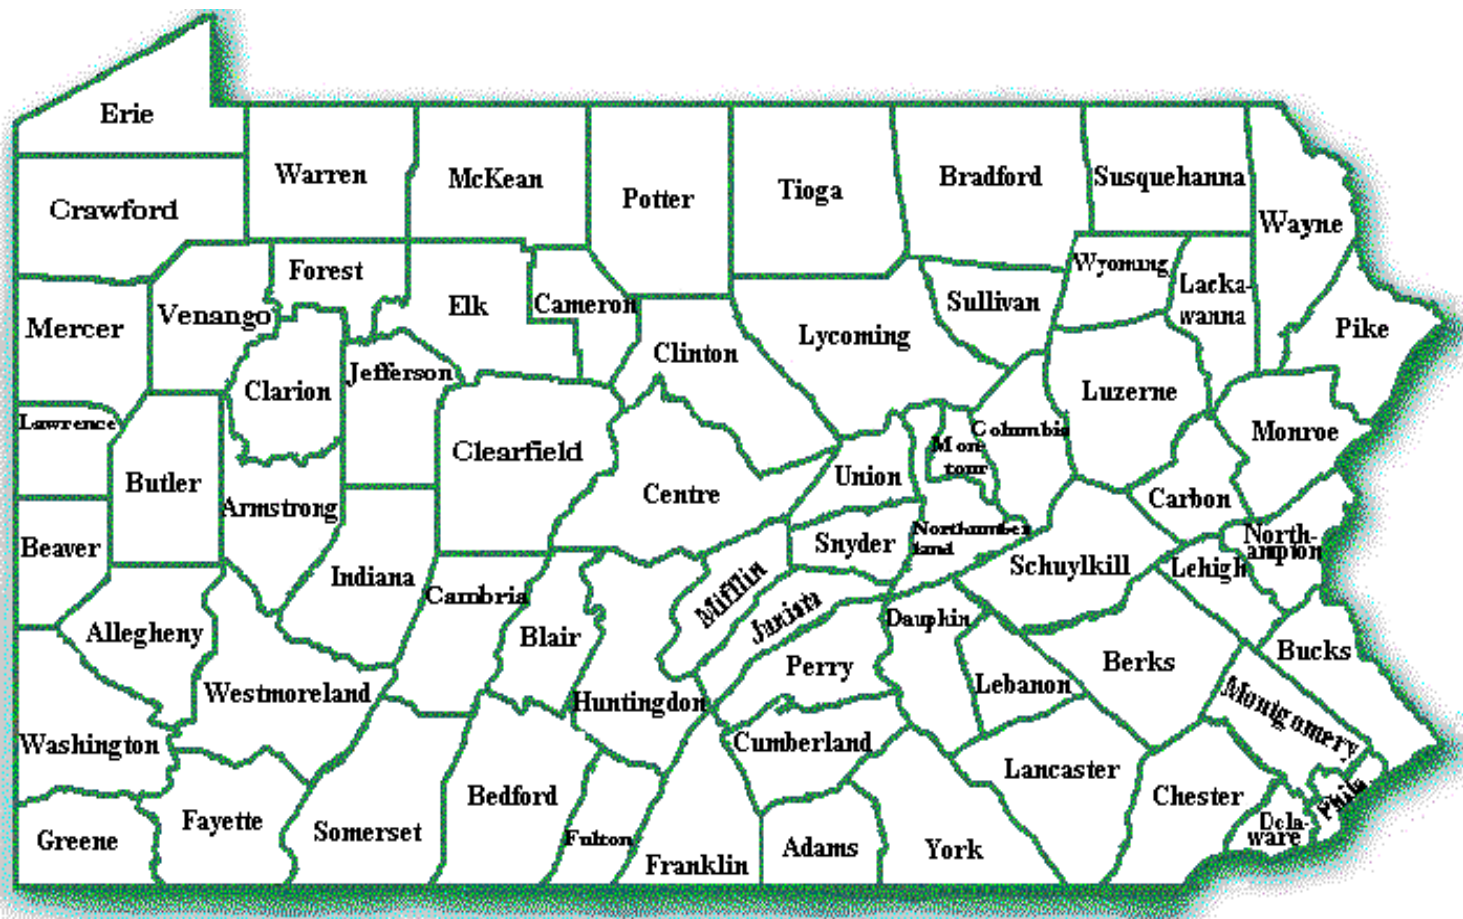 Erie
Warren
McKean
Potter
Tioga
Bradford
Susquehanna
Crawford
Wayne
Forest
Wyoming
Venango
Elk
Cameron
Sullivan
Lacka-
wanna
Mercer
Lycoming
Pike
Clinton
Jefferson
Clarion
Luzerne
Lawrence
Columbia
Monroe
Mon-
tour
Clearfield
Butler
Union
Centre
Carbon
Armstrong
Northumber
land
North-
ampton
Beaver
Snyder
Schuylkill
Lehigh
Indiana
Mifflin
Cambria
Juniata
Dauphin
Allegheny
Blair
Bucks
Perry
Berks
Westmoreland
Lebanon
Huntingdon
Montgomery
Washington
Cumberland
Lancaster
Bedford
Chester
Phila
Greene
Fayette
Somerset
Fulton
Dela-
ware
Franklin
Adams
York